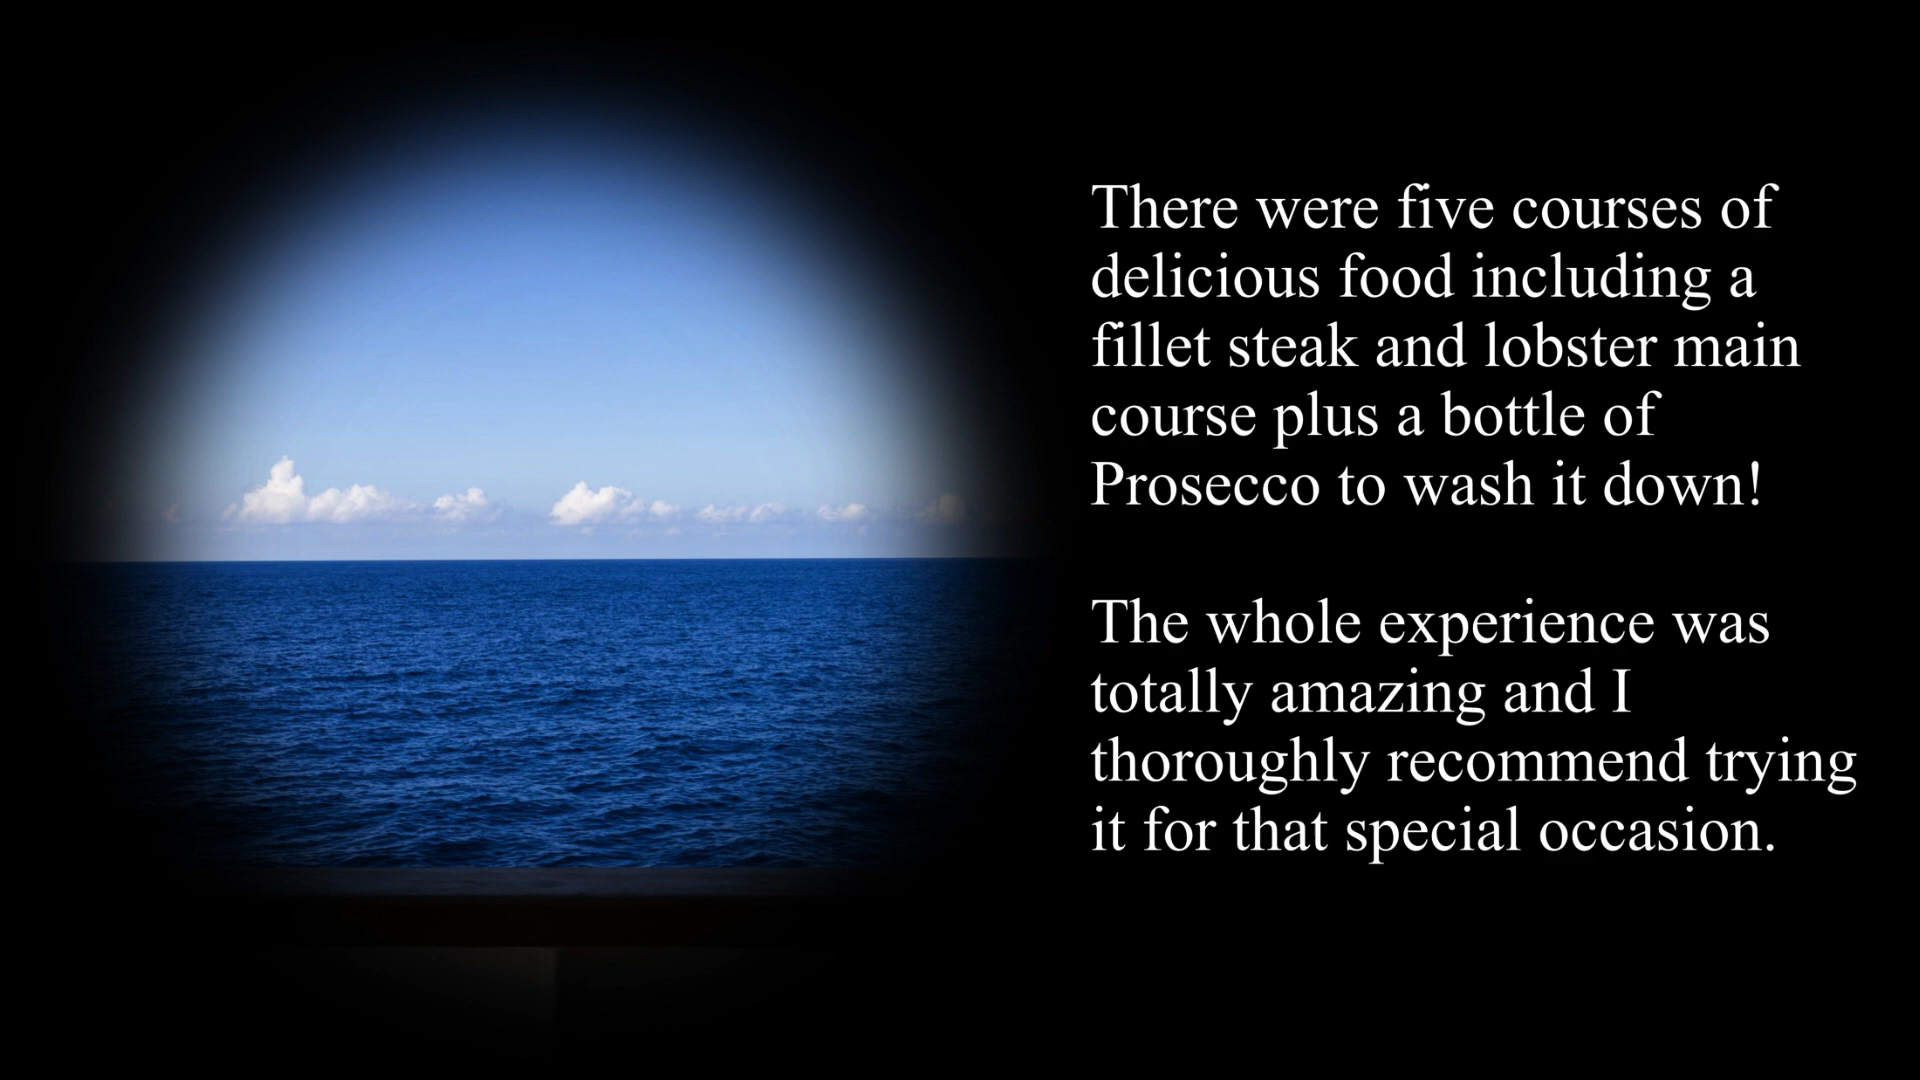 There were five courses of
delicious food including a
fillet steak and lobster main
course plus a bottle of
Prosecco to wash it down!
The whole experience was
totally amazing and I
thoroughly recommend trying
it for that special occasion.